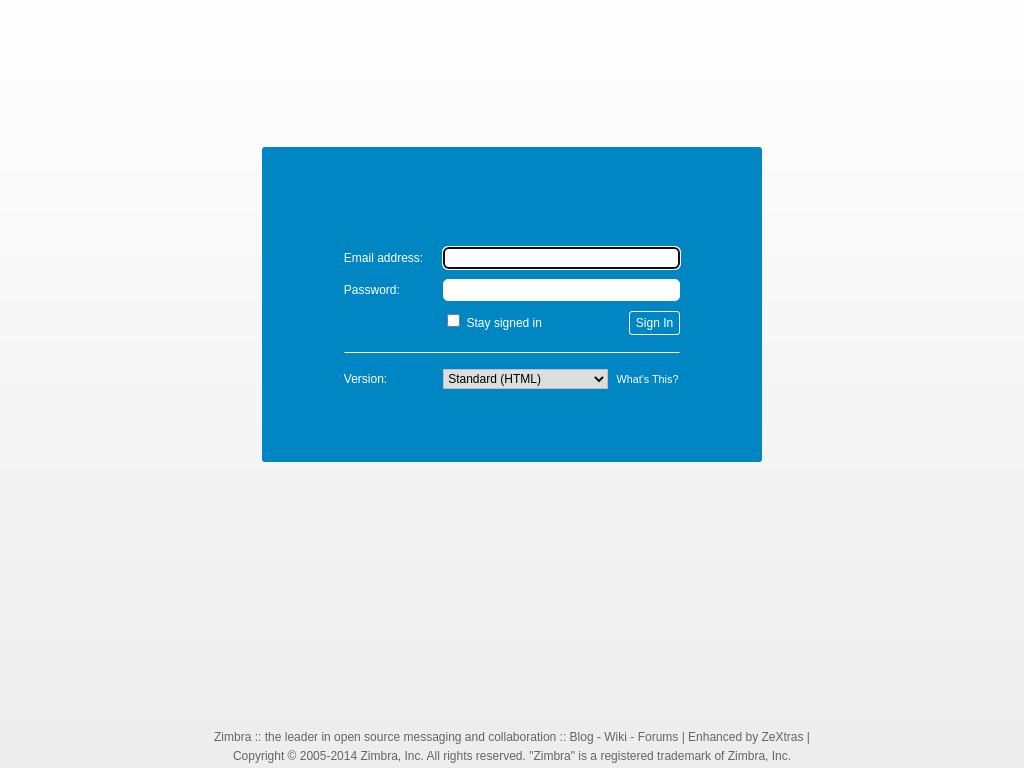 Email address:
Password:
Stay signed in
Sign In
Version:
Standard (HTML)
What's This?
Zimbra :: the leader in open source messaging and collaboration :: Blog - Wiki - Forums | Enhanced by ZeXtras |
Copyright © 2005-2014 Zimbra, Inc. All rights reserved. "Zimbra" is a registered trademark of Zimbra, Inc.